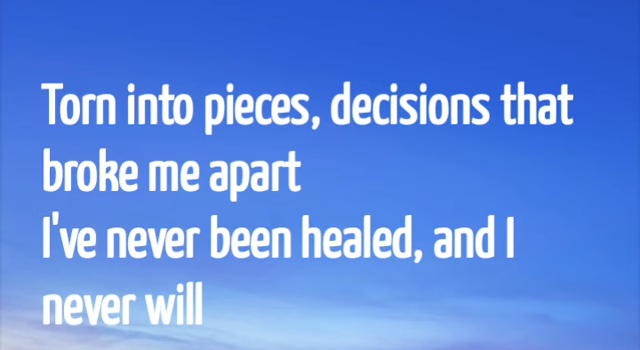 Torn into pieces, decisions that
broke me apart
I've never been healed, and I
never will